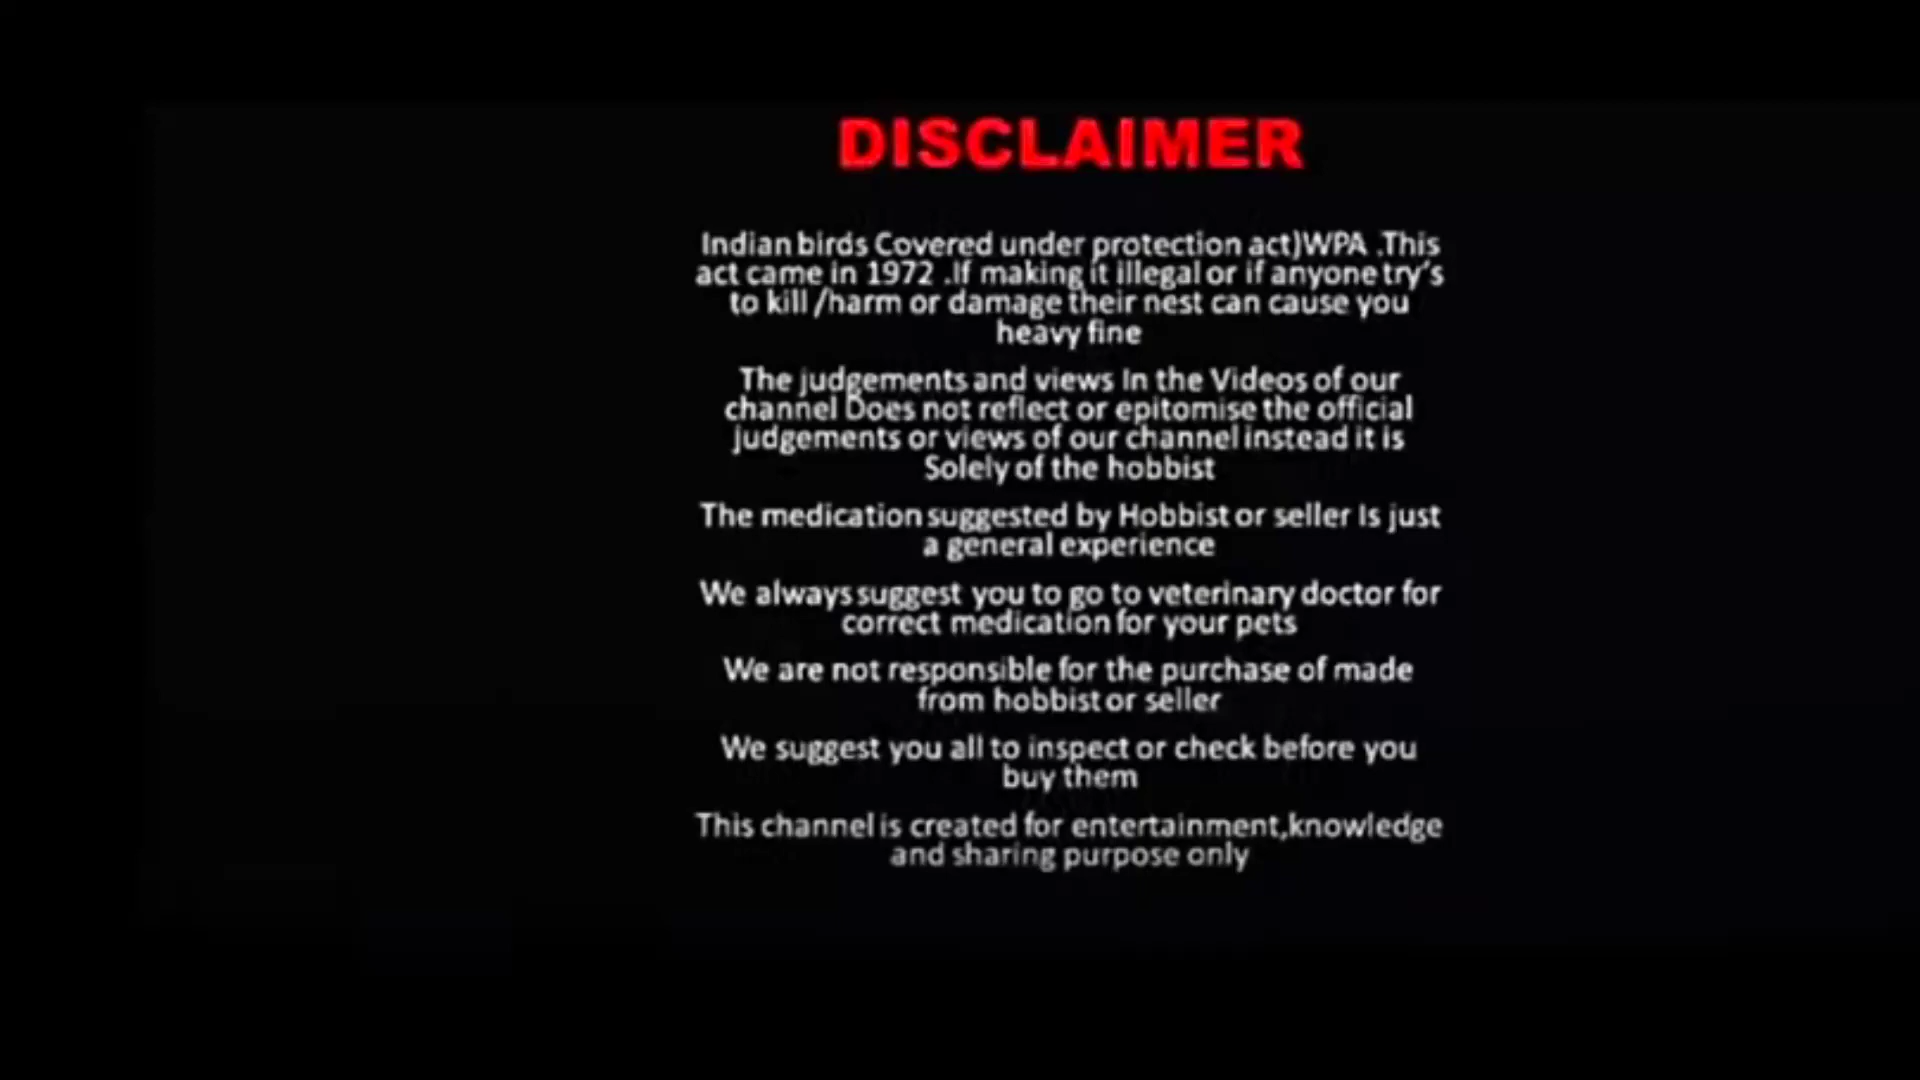 DISCLAIMER
Indian birds Covered under protection act)WPA .This
act came in 1972 .If making it illegal or if anyone try's
to kill /harm or damage their nest can cause you
heavy fine
The judgements and views In the Videos of our
channel Does not reflect or epitomise the official
judgements or views of our channel instead it is
Solely of the hobbist
The medication suggested by Hobbist or seller Is just
a general experience
We always suggest you to go to veterinary doctor for
correct medication for your pets
We are not responsible for the purchase of made
from hobbist or seller
We suggest you all to inspect or check before you
buy them
This channel is created for entertainment,knowledge
and sharing purpose only